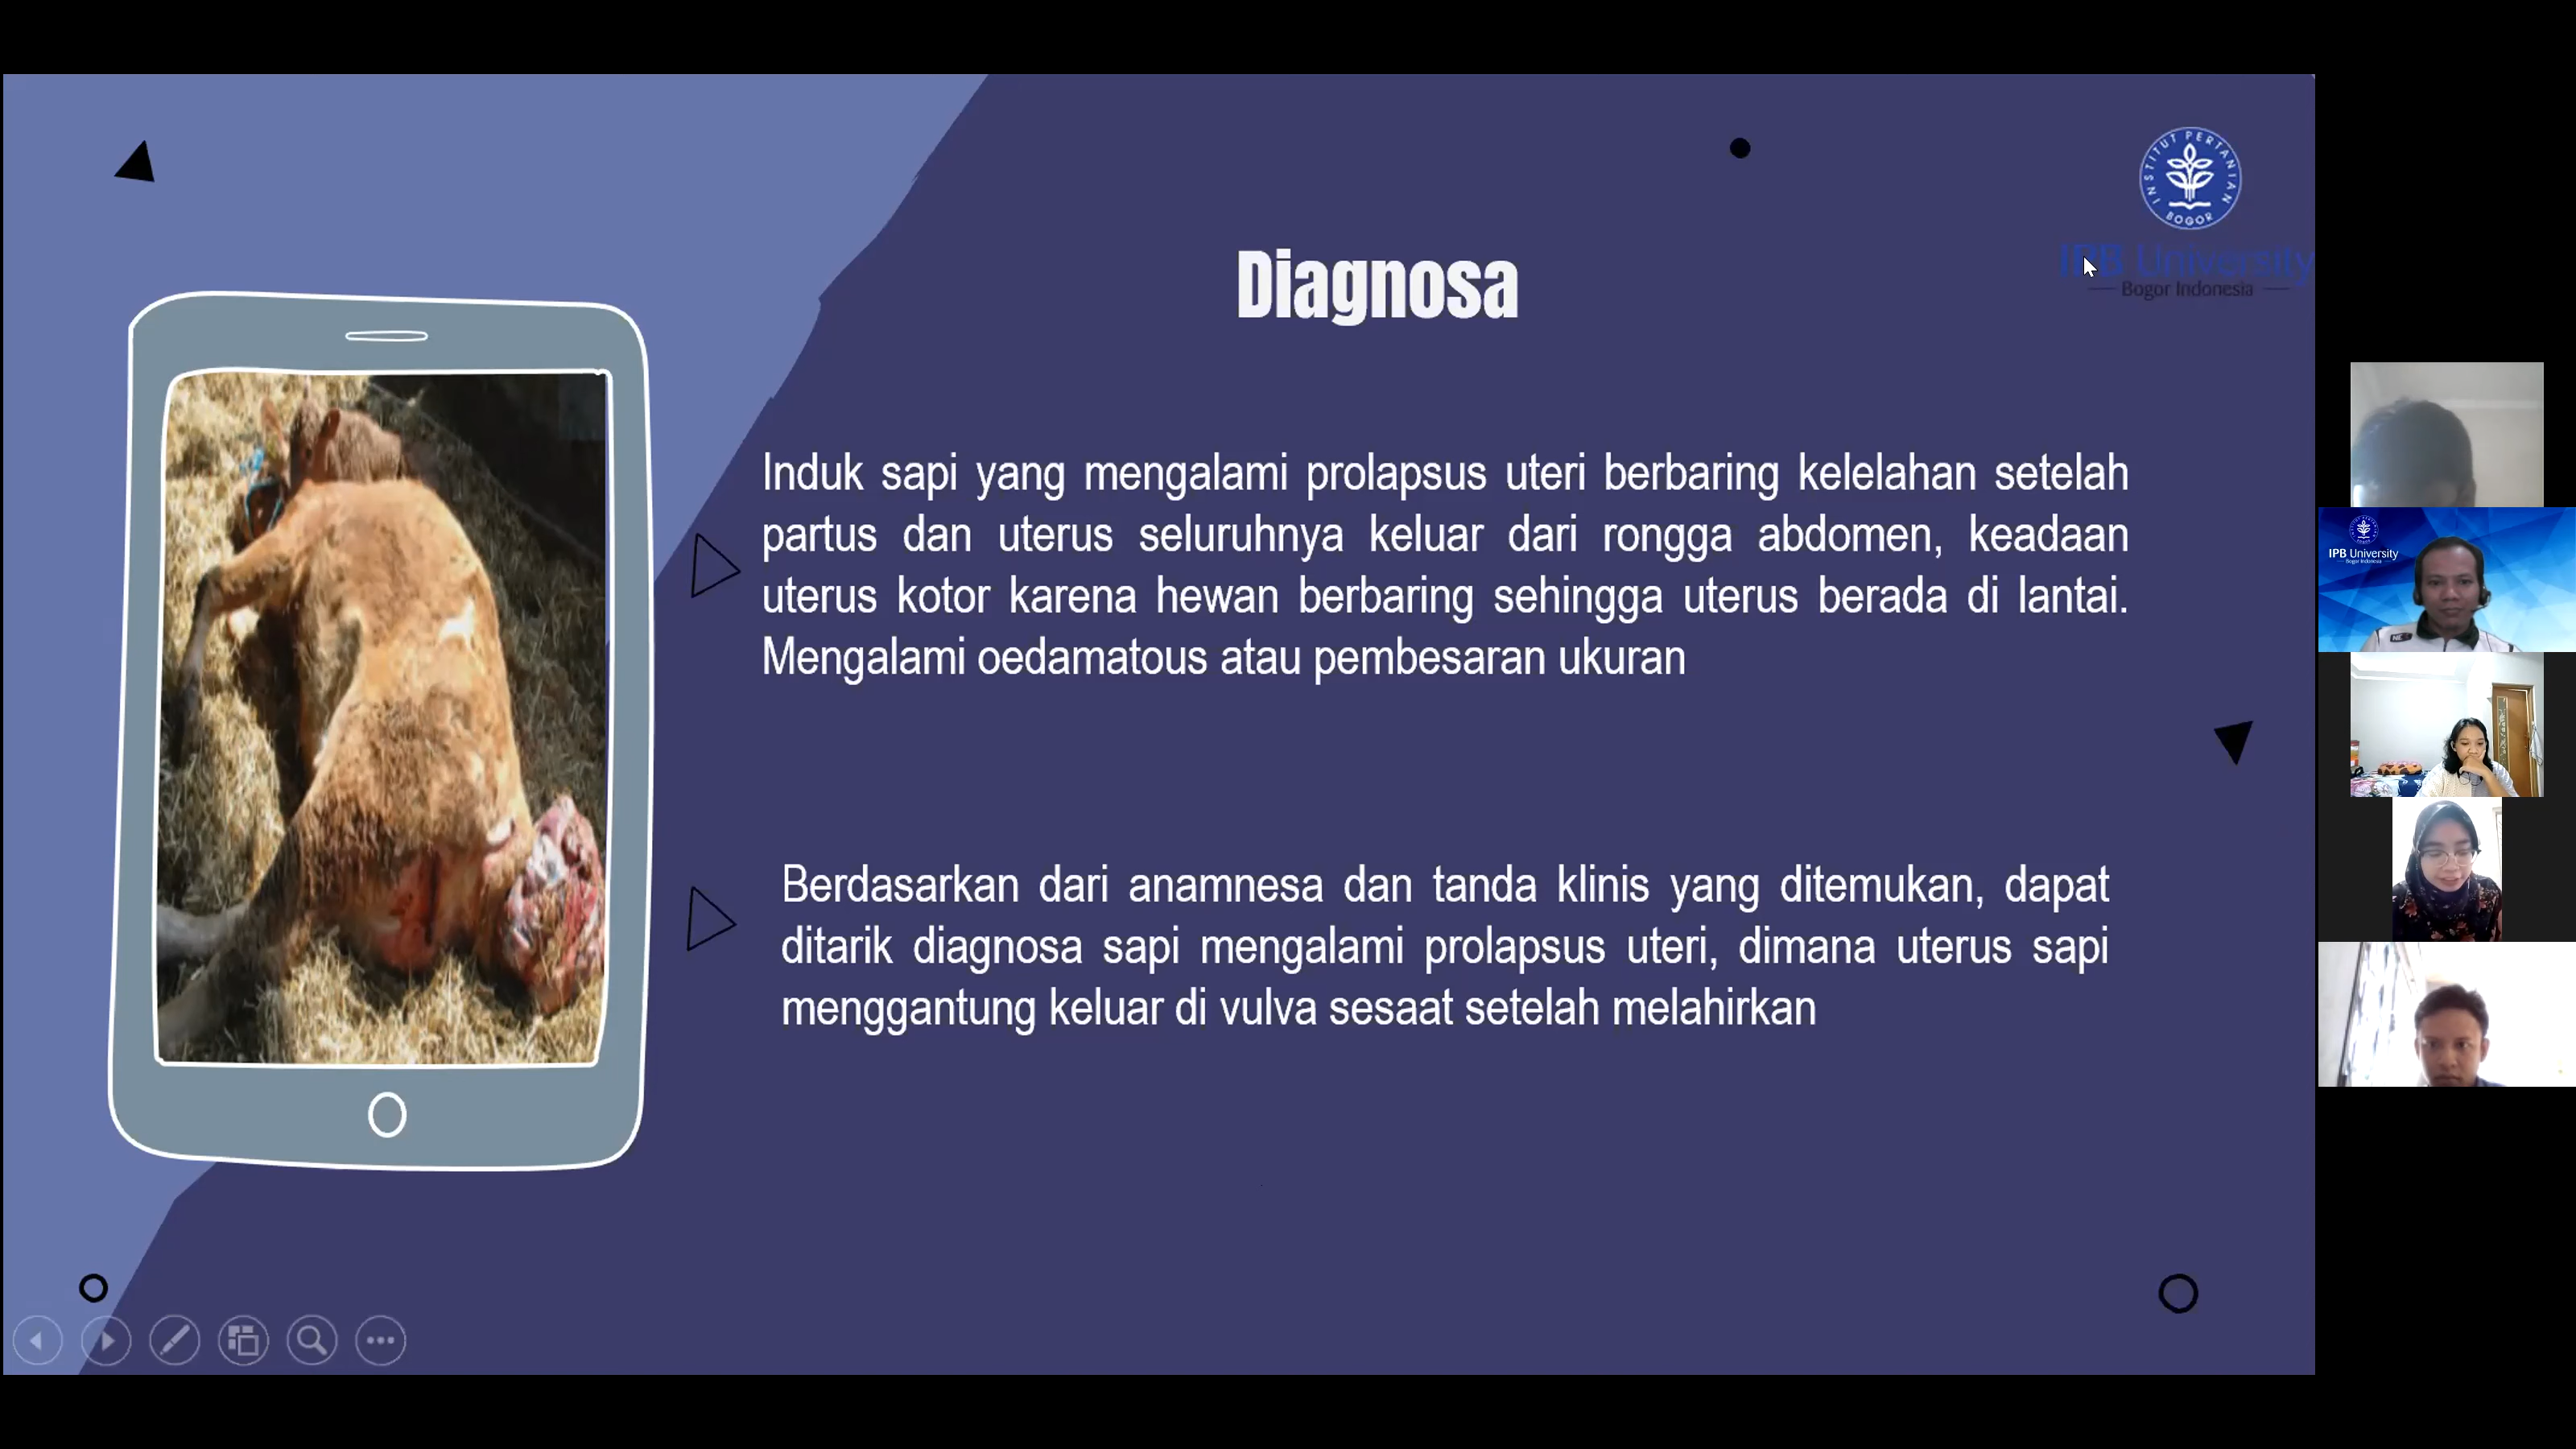 INSTITUT PERTANIAN BOGOR
IPB University
Bogor Indonesia
Diagnosa
Induk sapi yang mengalami prolapsus uteri berbaring kelelahan setelah
partus dan uterus seluruhnya keluar dari rongga abdomen, keadaan
uterus kotor karena hewan berbaring sehingga uterus berada di lantai.
Mengalami oedamatous atau pembesaran ukuran
Berdasarkan dari anamnesa dan tanda klinis yang ditemukan, dapat
ditarik diagnosa sapi mengalami prolapsus uteri, dimana uterus sapi
menggantung keluar di vulva sesaat setelah melahirkan
IPB University
Bogor Indonesia